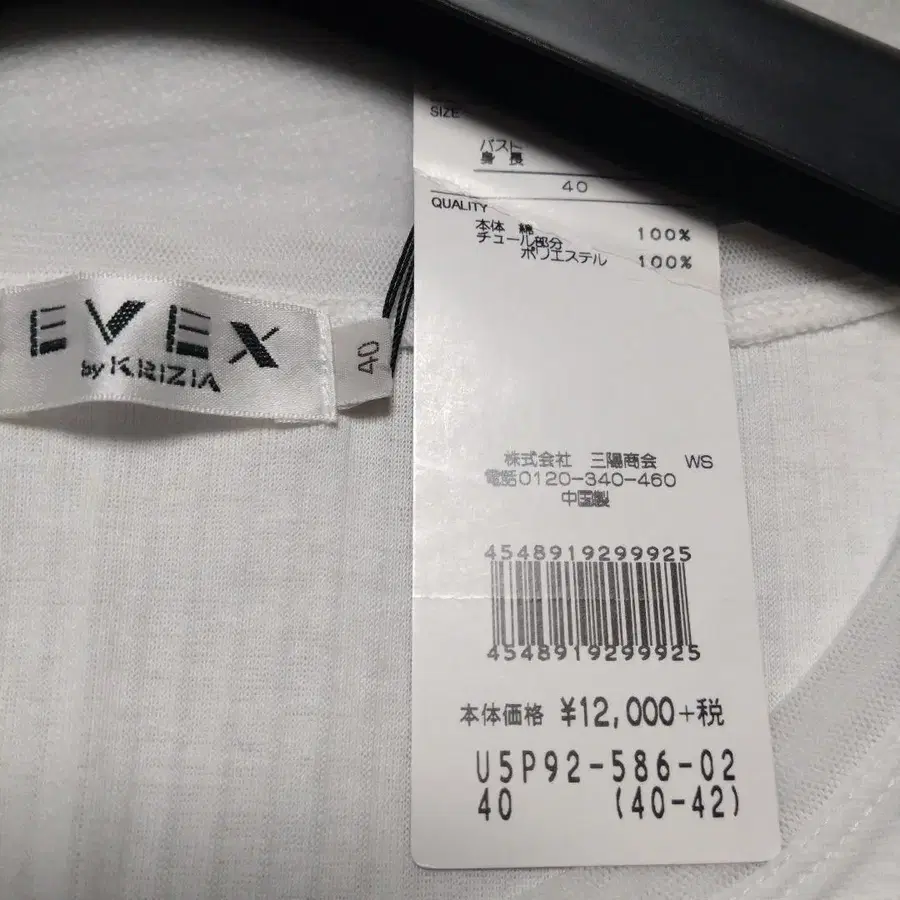 EVEX
by KRIZIA
40
SIZE
バスト
身 長
40
QUALITY
本体 綿 100%
チュール部分
ポリエステル 100%
株式会社 三陽商会 WS
電話0120-340-460
中国製
4548919299925
4548919299925
本体価格 ¥12,000+税
U5P92-586-02
40 (40-42)